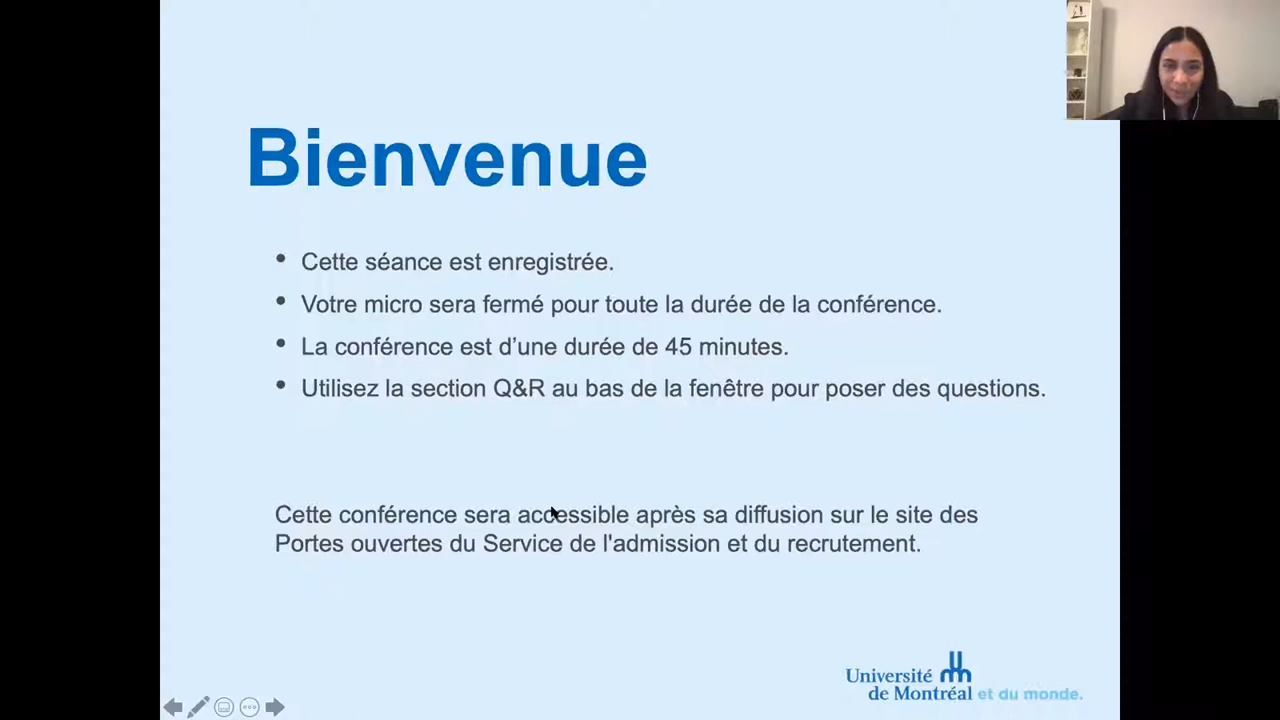 Bienvenue
• Cette séance est enregistrée.
• Votre micro sera fermé pour toute la durée de la conférence.
• La conférence est d’une durée de 45 minutes.
• Utilisez la section Q&R au bas de la fenêtre pour poser des questions.
Cette conférence sera accessible après sa diffusion sur le site des
Portes ouvertes du Service de l'admission et du recrutement.
Université
de Montréal et du monde.